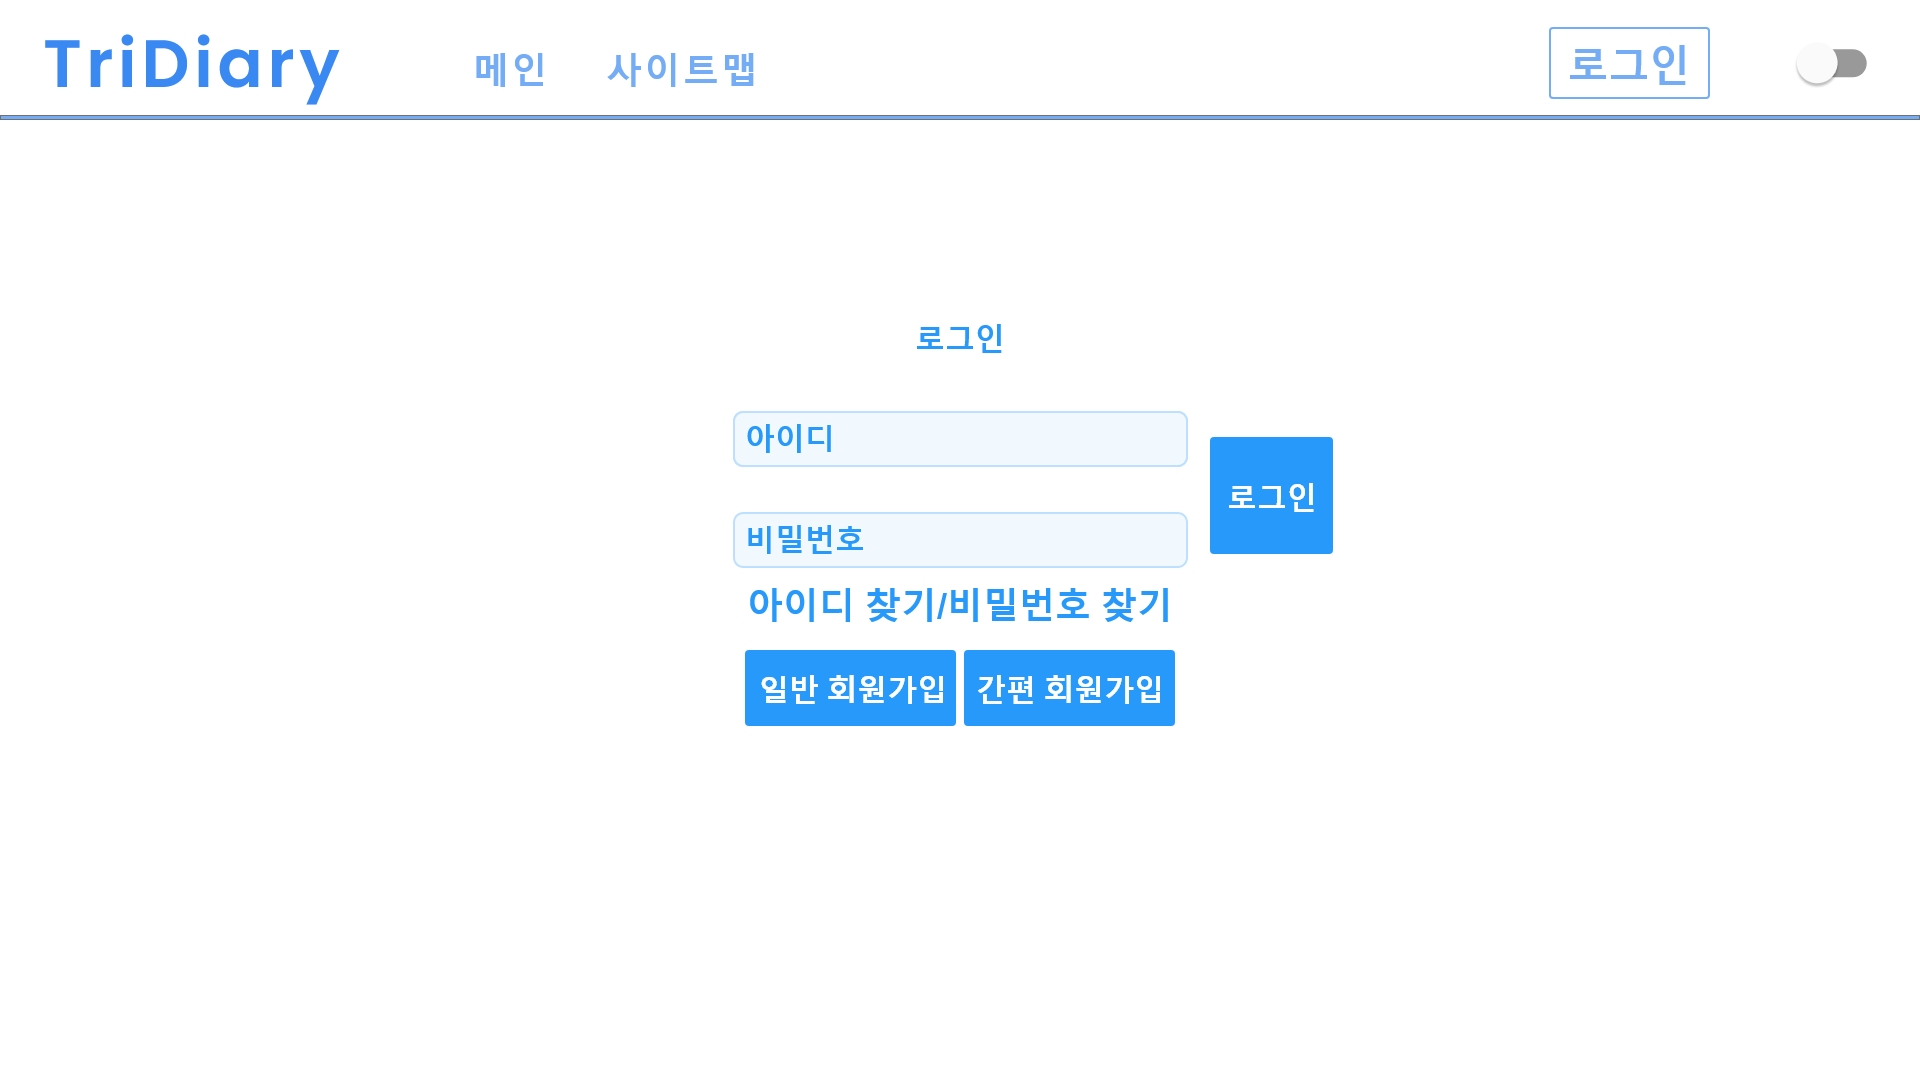 TriDiary 메인 사이트맵 로그인
로그인
아이디
로그인
비밀번호
아이디 찾기/비밀번호 찾기
일반 회원가입 간편 회원가입